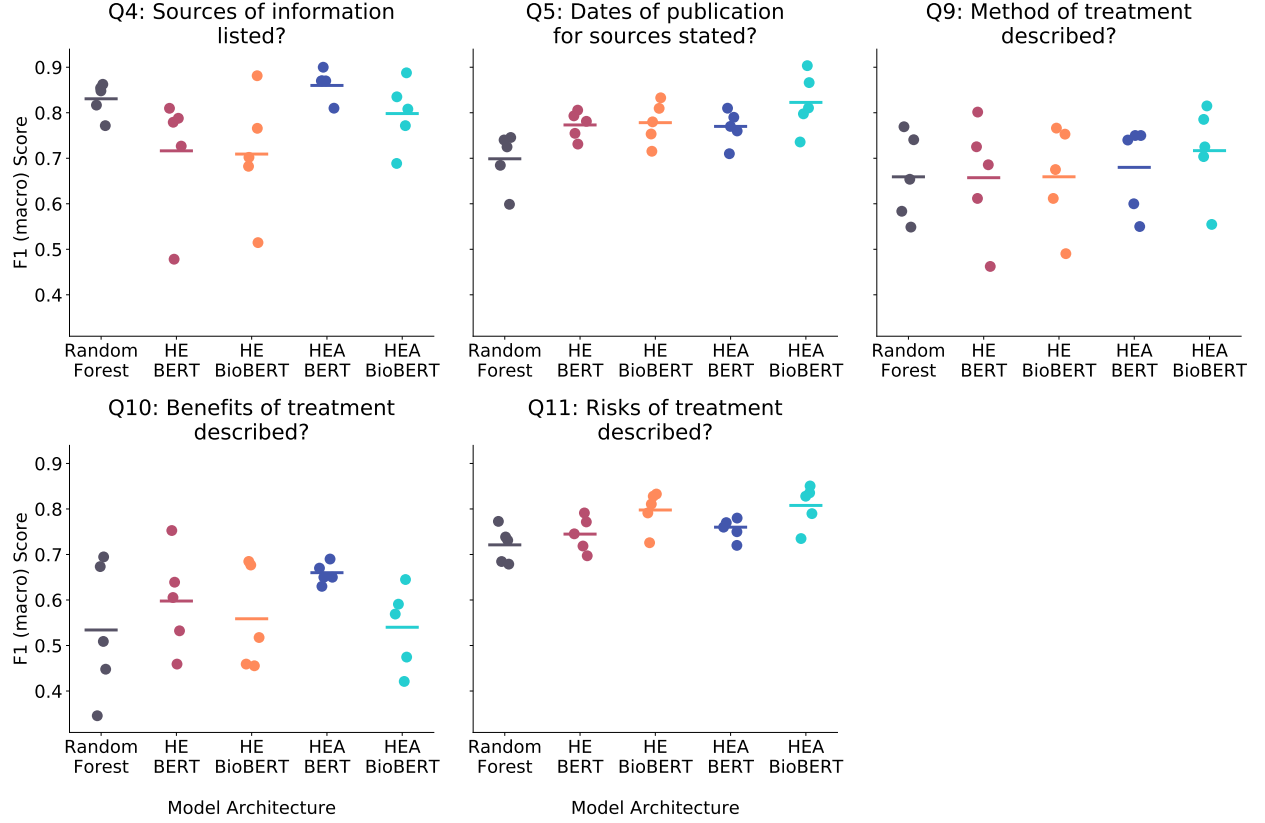 Q4: Sources of information
listed?
Q5: Dates of publication
for sources stated?
Q9: Method of treatment
described?
F1 (macro) Score
0.9
0.8
0.7
0.6
0.5
0.4
Random
Forest
HE
BERT
HE
BioBERT
HEA
BERT
HEA
BioBERT
Random
Forest
HE
BERT
HE
BioBERT
HEA
BERT
HEA
BioBERT
Random
Forest
HE
BERT
HE
BioBERT
HEA
BERT
HEA
BioBERT
Q10: Benefits of treatment
described?
Q11: Risks of treatment
described?
F1 (macro) Score
0.9
0.8
0.7
0.6
0.5
0.4
Random
Forest
HE
BERT
HE
BioBERT
HEA
BERT
HEA
BioBERT
Random
Forest
HE
BERT
HE
BioBERT
HEA
BERT
HEA
BioBERT
Model Architecture
Model Architecture